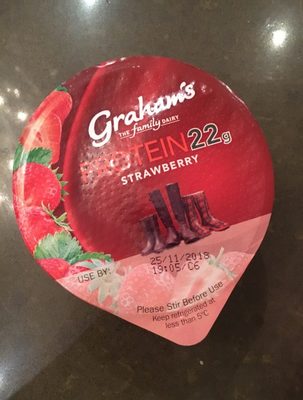 Graham's
THE family DAIRY
PROTEIN 22g
STRAWBERRY
USE BY:
25/11/2018
19:05/C6
Please Stir Before Use
Keep refrigerated at
less than 5°C